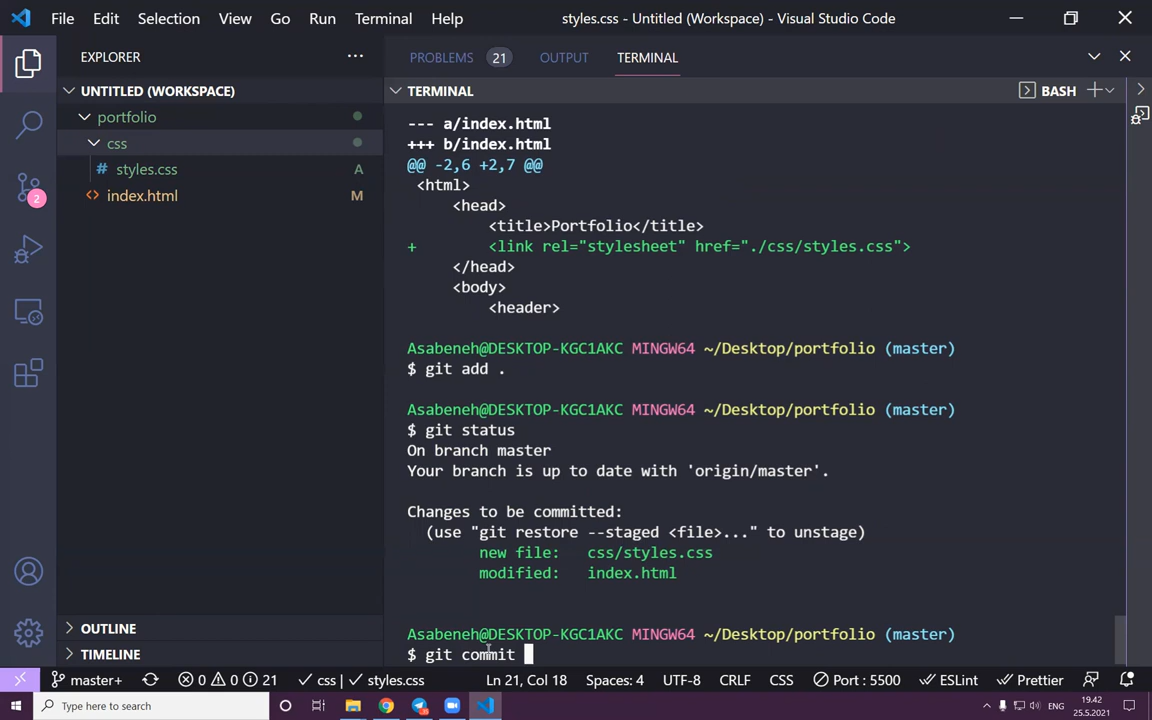 File Edit Selection View Go Run Terminal Help styles.css - Untitled (Workspace) - Visual Studio Code
EXPLORER
PROBLEMS 21 OUTPUT TERMINAL
UNTITLED (WORKSPACE)
TERMINAL
BASH
portfolio
css
# styles.css A
<> index.html M
2
--- a/index.html
+++ b/index.html
@@ -2,6 +2,7 @@
<html>
<head>
<title>Portfolio</title>
+ <link rel="stylesheet" href="./css/styles.css">
</head>
<body>
<header>
Asabeneh@DESKTOP-KGC1AKC MINGW64 ~/Desktop/portfolio (master)
$ git add .
Asabeneh@DESKTOP-KGC1AKC MINGW64 ~/Desktop/portfolio (master)
$ git status
On branch master
Your branch is up to date with 'origin/master'.
Changes to be committed:
(use "git restore --staged <file>..." to unstage)
new file: css/styles.css
modified: index.html
Asabeneh@DESKTOP-KGC1AKC MINGW64 ~/Desktop/portfolio (master)
$ git commit
OUTLINE
TIMELINE
master+ 0 0 21 css | styles.css Ln 21, Col 18 Spaces: 4 UTF-8 CRLF CSS Port : 5500 ESLint Prettier
Type here to search
ENG
19.42
25.5.2021